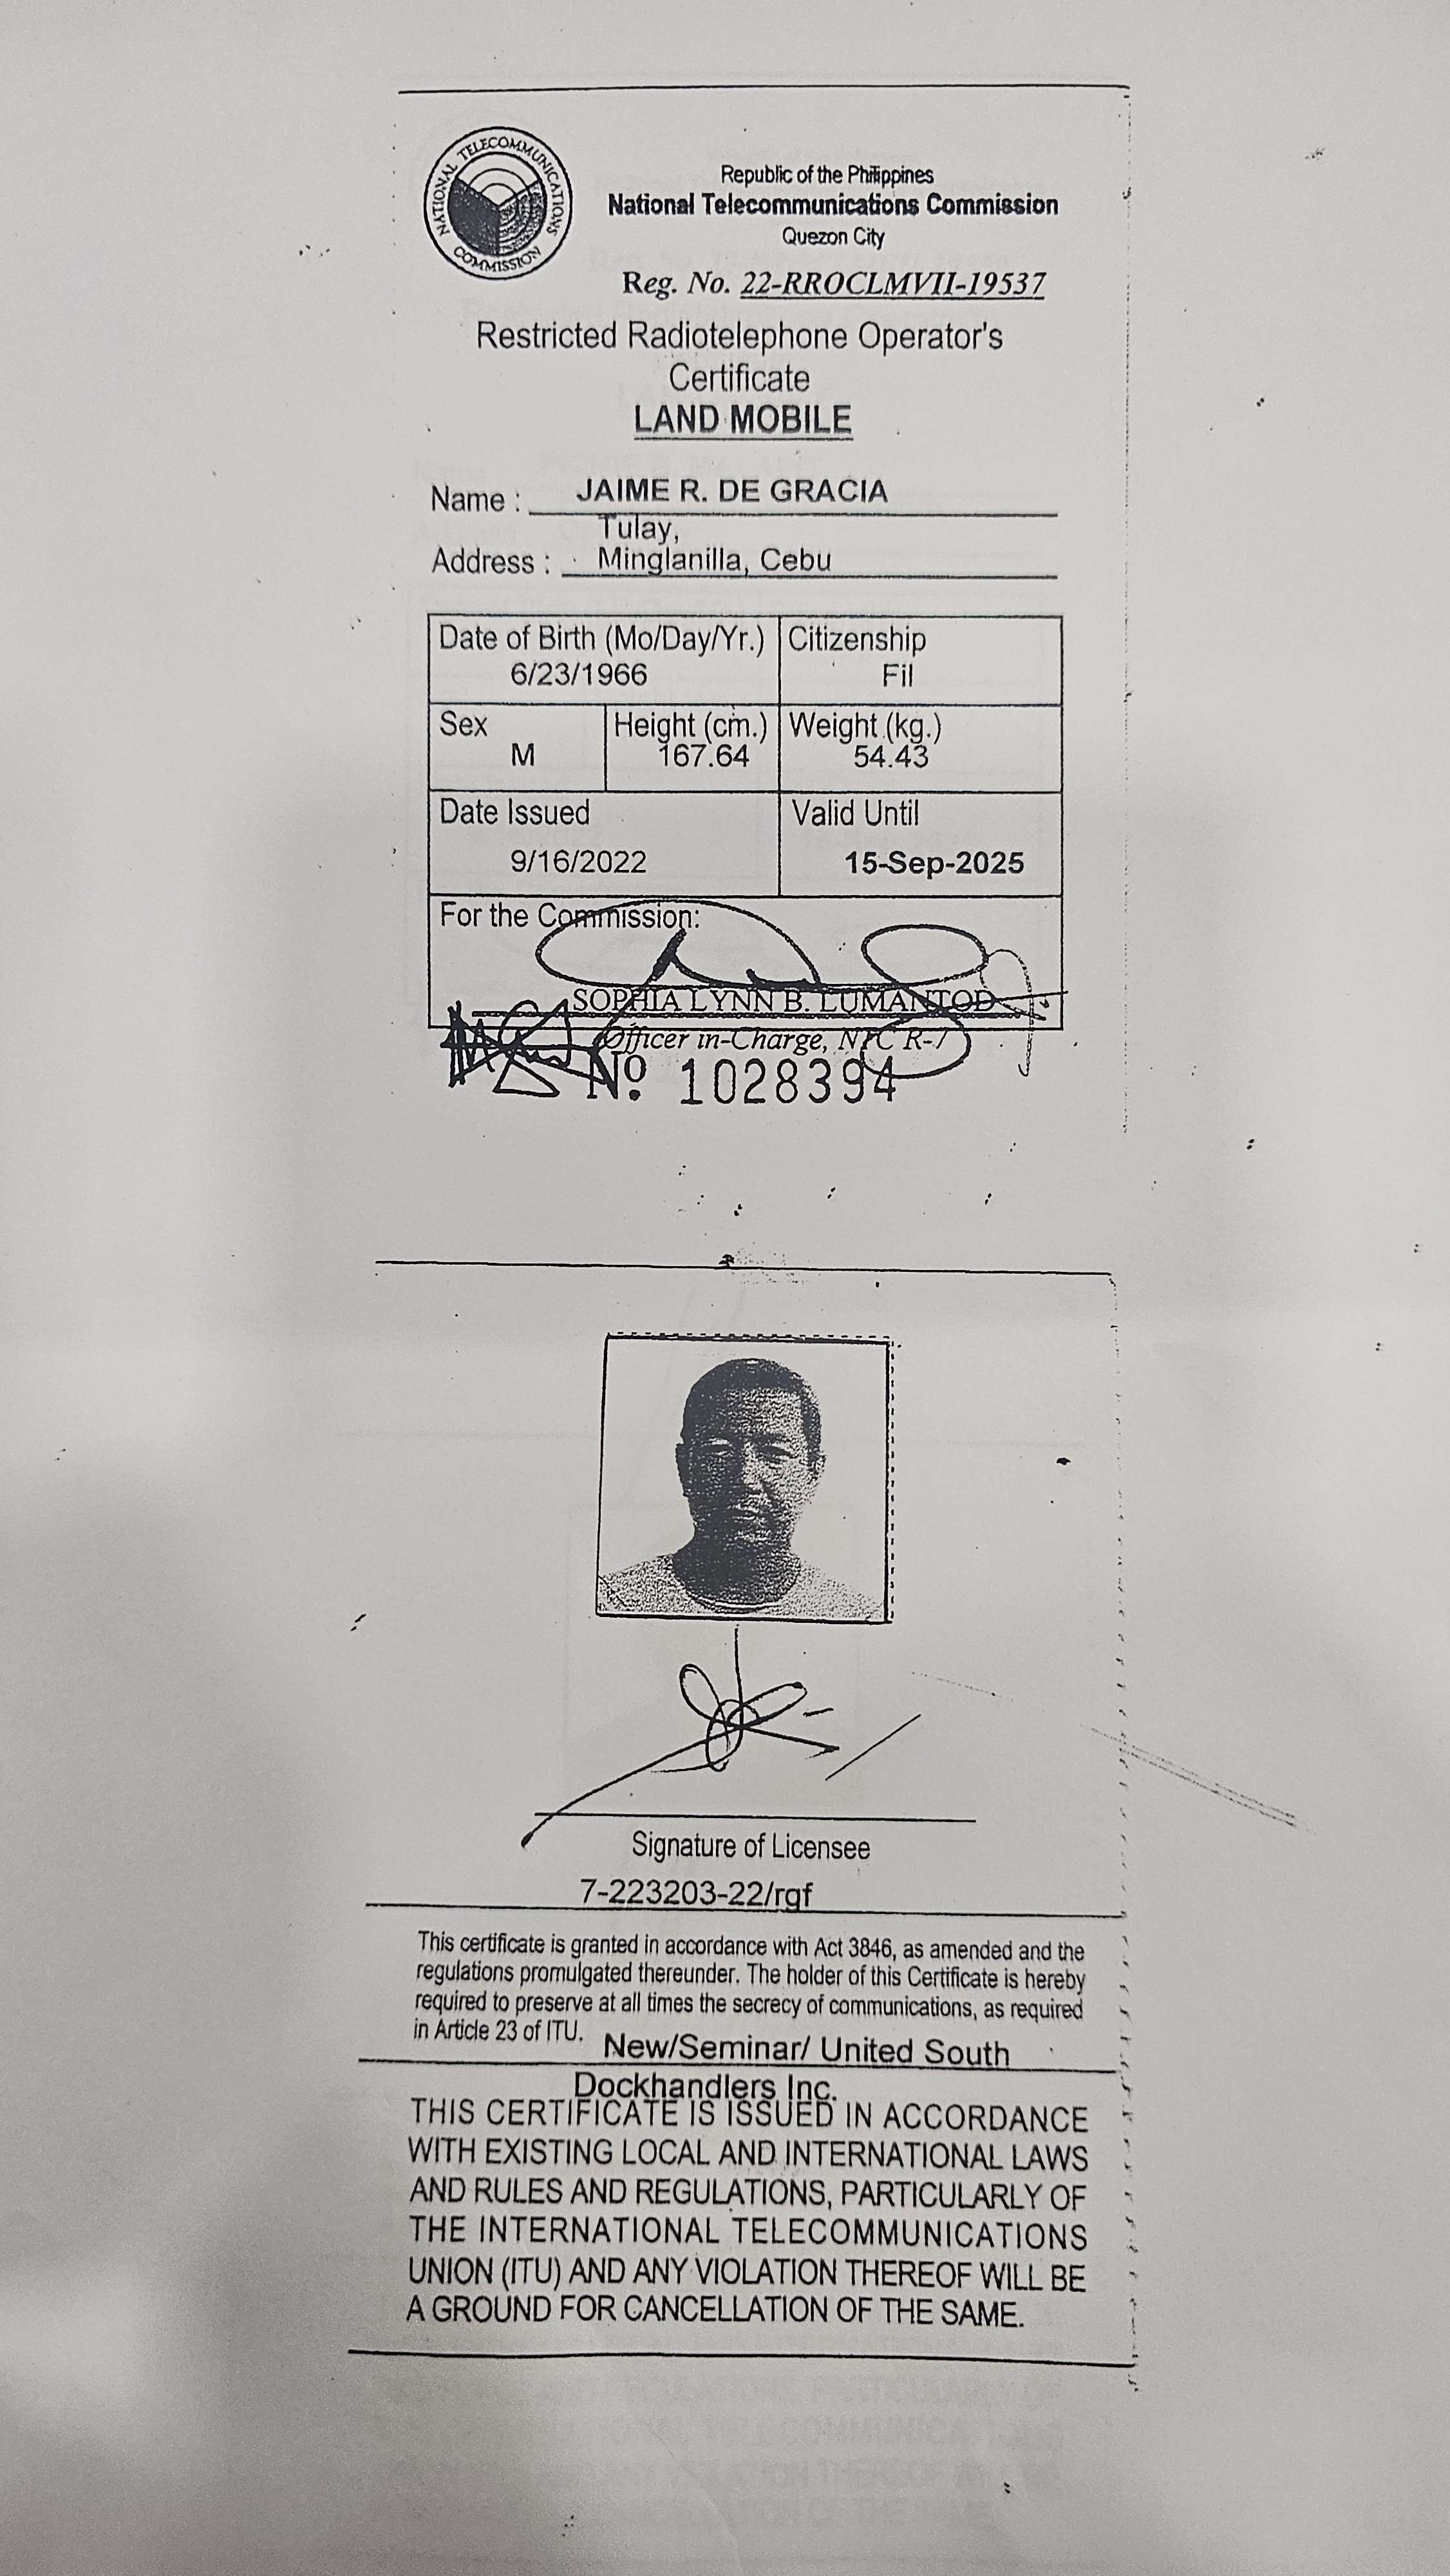 NATIONAL TELECOMMUNICATIONS COMMISSION
Republic of the Philippines
National Telecommunications Commission
Quezon City
Reg. No. 22-RROCLMVII-19537
Restricted Radiotelephone Operator's
Certificate
LAND MOBILE
Name : JAIME R. DE GRACIA
Tulay,
Address : Minglanilla, Cebu
Date of Birth (Mo/Day/Yr.) Citizenship
6/23/1966 Fil
Sex Height (cm.) Weight (kg.)
M 167.64 54.43
Date Issued Valid Until
9/16/2022 15-Sep-2025
For the Commission:
SOPHIA LYNN B. LUMANTOD
Officer in-Charge, NTC R-7
Nº 1028394
Signature of Licensee
7-223203-22/rgf
This certificate is granted in accordance with Act 3846, as amended and the
regulations promulgated thereunder. The holder of this Certificate is hereby
required to preserve at all times the secrecy of communications, as required
in Article 23 of ITU.
New/Seminar/ United South
Dockhandlers Inc.
THIS CERTIFICATE IS ISSUED IN ACCORDANCE
WITH EXISTING LOCAL AND INTERNATIONAL LAWS
AND RULES AND REGULATIONS, PARTICULARLY OF
THE INTERNATIONAL TELECOMMUNICATIONS
UNION (ITU) AND ANY VIOLATION THEREOF WILL BE
A GROUND FOR CANCELLATION OF THE SAME.